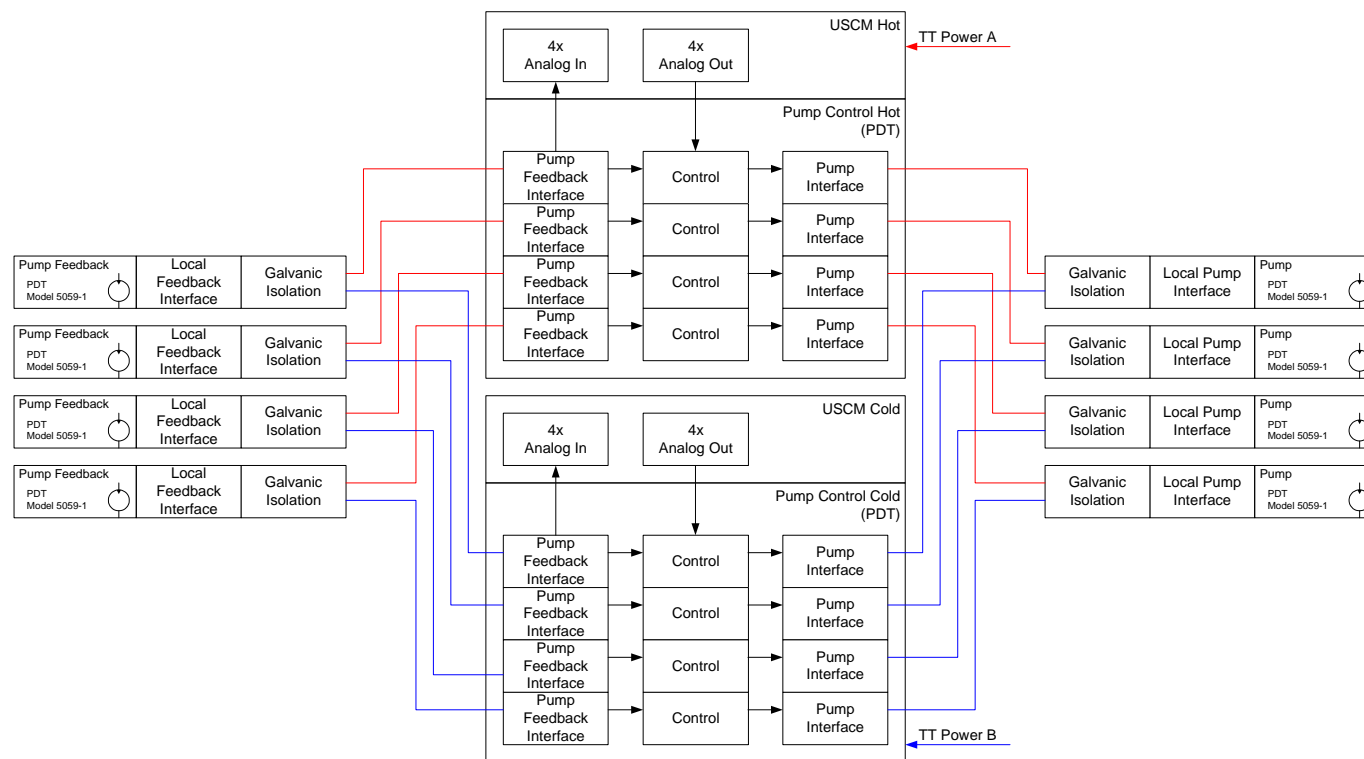 USCM Hot
4x
Analog In
4x
Analog Out
TT Power A
Pump Control Hot
(PDT)
Pump
Feedback
Interface
Control
Pump
Interface
Pump
Feedback
Interface
Control
Pump
Interface
Pump
Feedback
Interface
Control
Pump
Interface
Pump
Feedback
Interface
Control
Pump
Interface
Pump Feedback
PDT
Model 5059-1
Local
Feedback
Interface
Galvanic
Isolation
Pump Feedback
PDT
Model 5059-1
Local
Feedback
Interface
Galvanic
Isolation
Pump Feedback
PDT
Model 5059-1
Local
Feedback
Interface
Galvanic
Isolation
Pump Feedback
PDT
Model 5059-1
Local
Feedback
Interface
Galvanic
Isolation
Galvanic
Isolation
Local Pump
Interface
Pump
PDT
Model 5059-1
Galvanic
Isolation
Local Pump
Interface
Pump
PDT
Model 5059-1
Galvanic
Isolation
Local Pump
Interface
Pump
PDT
Model 5059-1
Galvanic
Isolation
Local Pump
Interface
Pump
PDT
Model 5059-1
USCM Cold
4x
Analog In
4x
Analog Out
Pump Control Cold
(PDT)
Pump
Feedback
Interface
Control
Pump
Interface
Pump
Feedback
Interface
Control
Pump
Interface
Pump
Feedback
Interface
Control
Pump
Interface
Pump
Feedback
Interface
Control
Pump
Interface
TT Power B